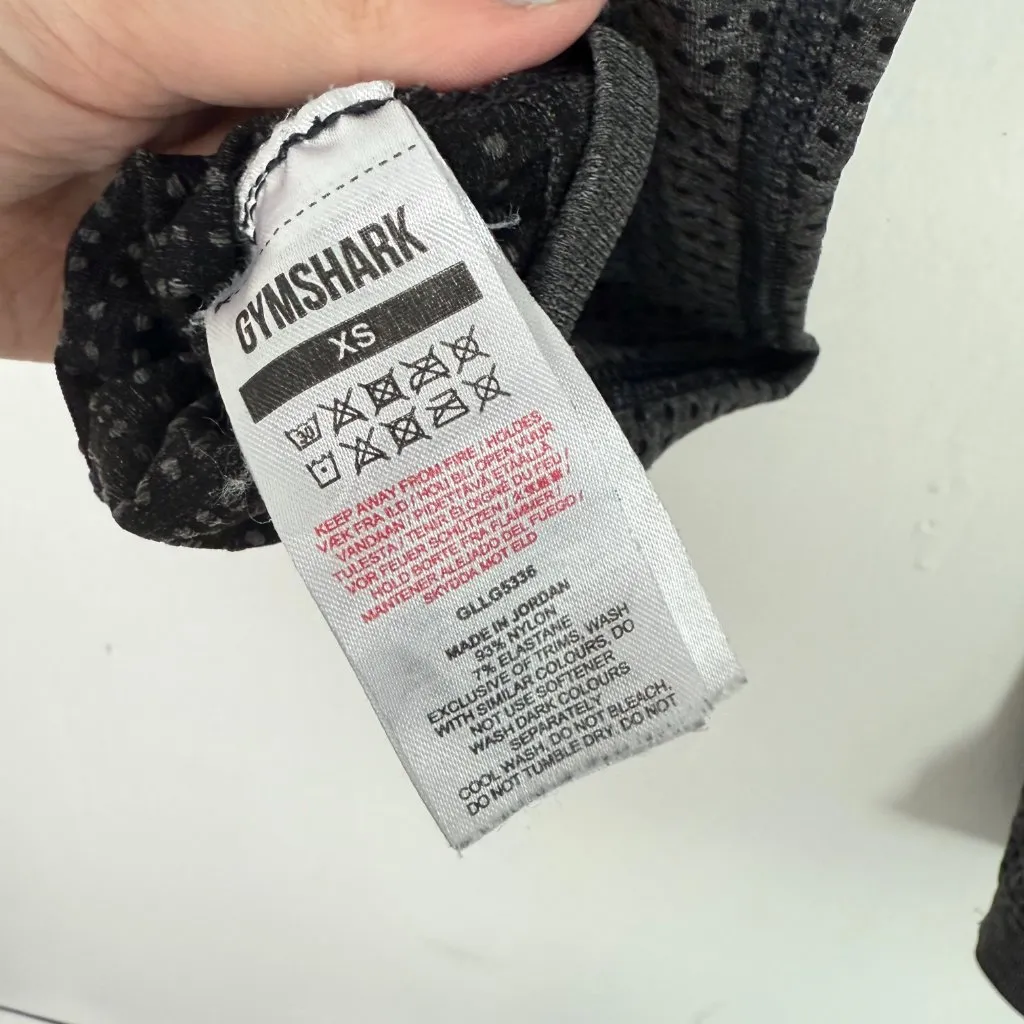 GYMSHARK
XS
30
KEEP AWAY FROM FIRE / HOLDES
VÆK FRA ILD / HOU BIJ OPEN VUUR
VANDAAN / PIDETTÄVÄ ETÄÄLLÄ
TULESTA / TENIR ÉLOIGNÉ DU FEU /
VOR FEUER SCHÜTZEN /
HOLD BORTE FRA FLAMMER /
MANTENER ALEJADO DEL FUEGO /
SKYDDA MOT ELD
GLLG5336
MADE IN JORDAN
93% NYLON
7% ELASTANE
EXCLUSIVE OF TRIMS, WASH
WITH SIMILAR COLOURS, DO
NOT USE SOFTENER
WASH DARK COLOURS
SEPARATELY
COOL WASH, DO NOT BLEACH.
DO NOT TUMBLE DRY. DO NOT